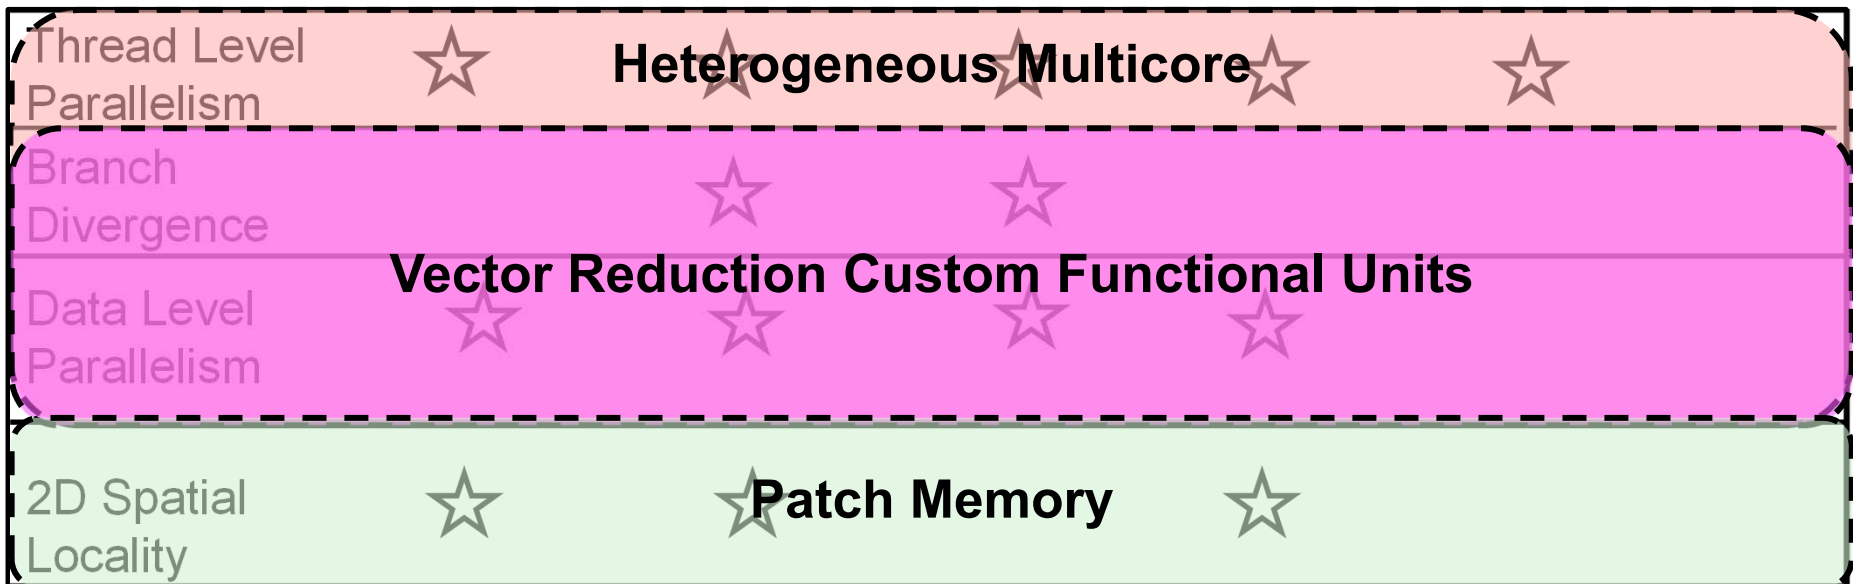 Thread Level
Parallelism
Heterogeneous Multicore
Branch
Divergence
Vector Reduction Custom Functional Units
Data Level
Parallelism
2D Spatial
Locality
Patch Memory